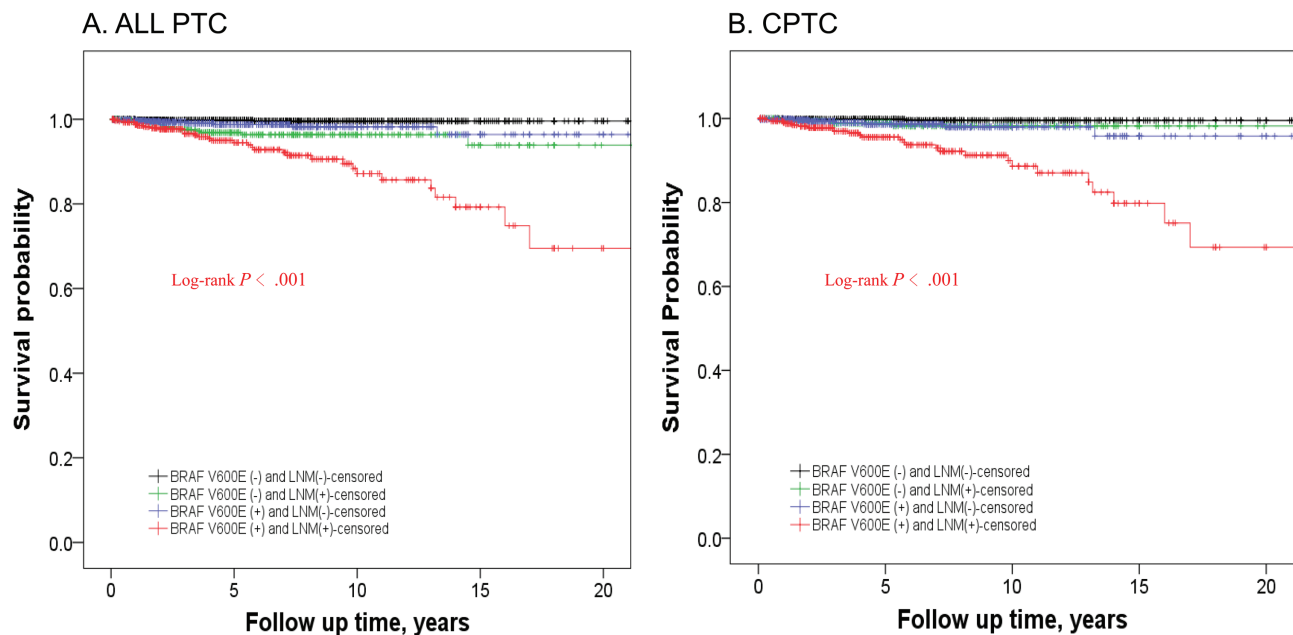 A. ALL PTC
Survival probability
1.0
0.8
0.6
0.4
0.2
0.0
Log-rank P < .001
BRAF V600E (-) and LNM(-)-censored
BRAF V600E (-) and LNM(+)-censored
BRAF V600E (+) and LNM(-)-censored
BRAF V600E (+) and LNM(+)-censored
0 5 10 15 20
Follow up time, years
B. CPTC
Survival Probability
1.0
0.8
0.6
0.4
0.2
0.0
Log-rank P < .001
BRAF V600E (-) and LNM(-)-censored
BRAF V600E (-) and LNM(+)-censored
BRAF V600E (+) and LNM(-)-censored
BRAF V600E (+) and LNM(+)-censored
0 5 10 15 20
Follow up time, years